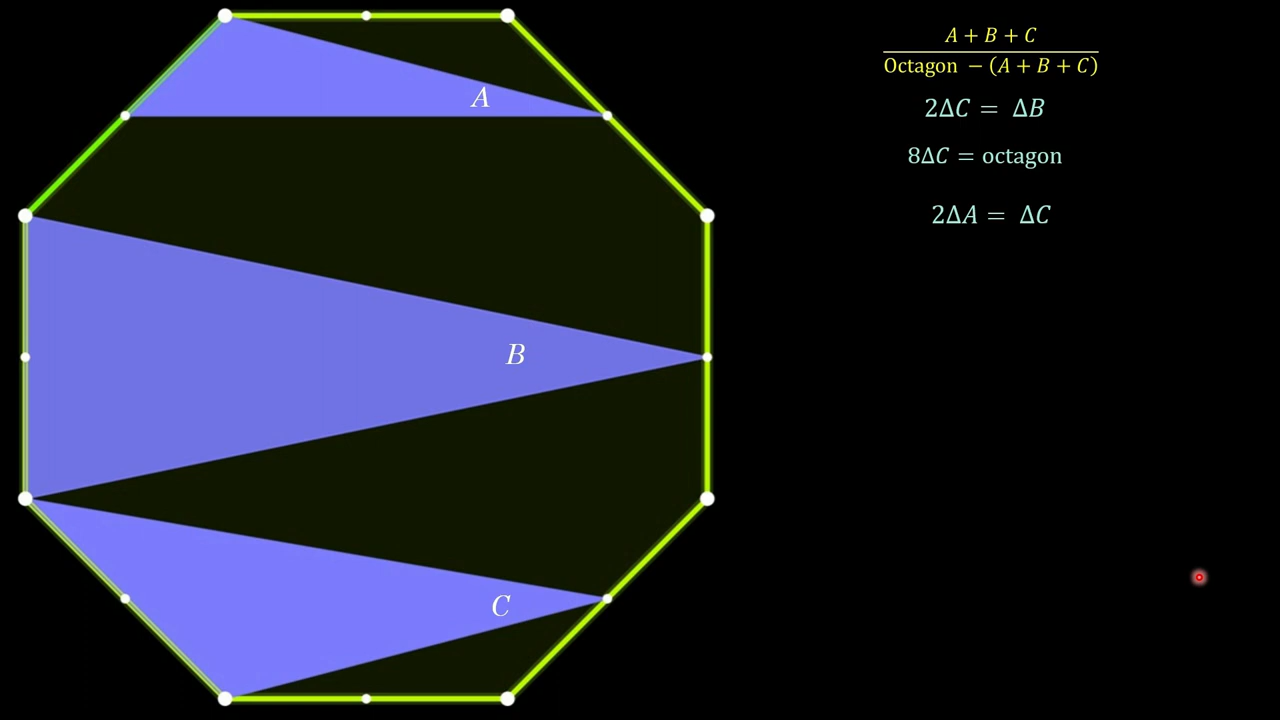 A + B + C
Octagon − (A + B + C)
2ΔC = ΔB
8ΔC = octagon
2ΔA = ΔC
A
B
C